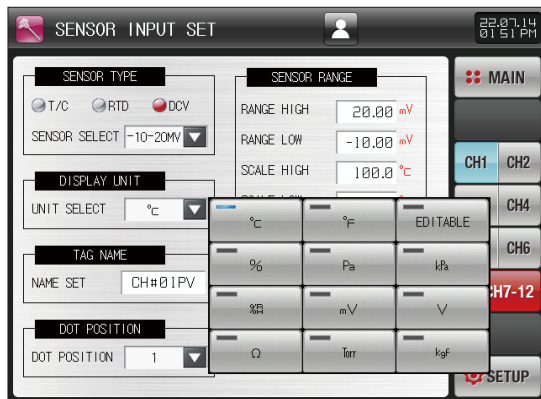 SENSOR INPUT SET
22.07.14
01:51 PM
SENSOR TYPE
T/C RTD DCV
SENSOR SELECT -10-20MV
DISPLAY UNIT
UNIT SELECT °C
TAG NAME
NAME SET CH#01PV
DOT POSITION
DOT POSITION 1
SENSOR RANGE
RANGE HIGH 20.00 mV
RANGE LOW -10.00 mV
SCALE HIGH 100.0 °C
°C °F EDITABLE
% Pa kPa
%R mV V
Ω Torr kgf
MAIN
CH1 CH2
CH4
CH6
CH7-12
SETUP